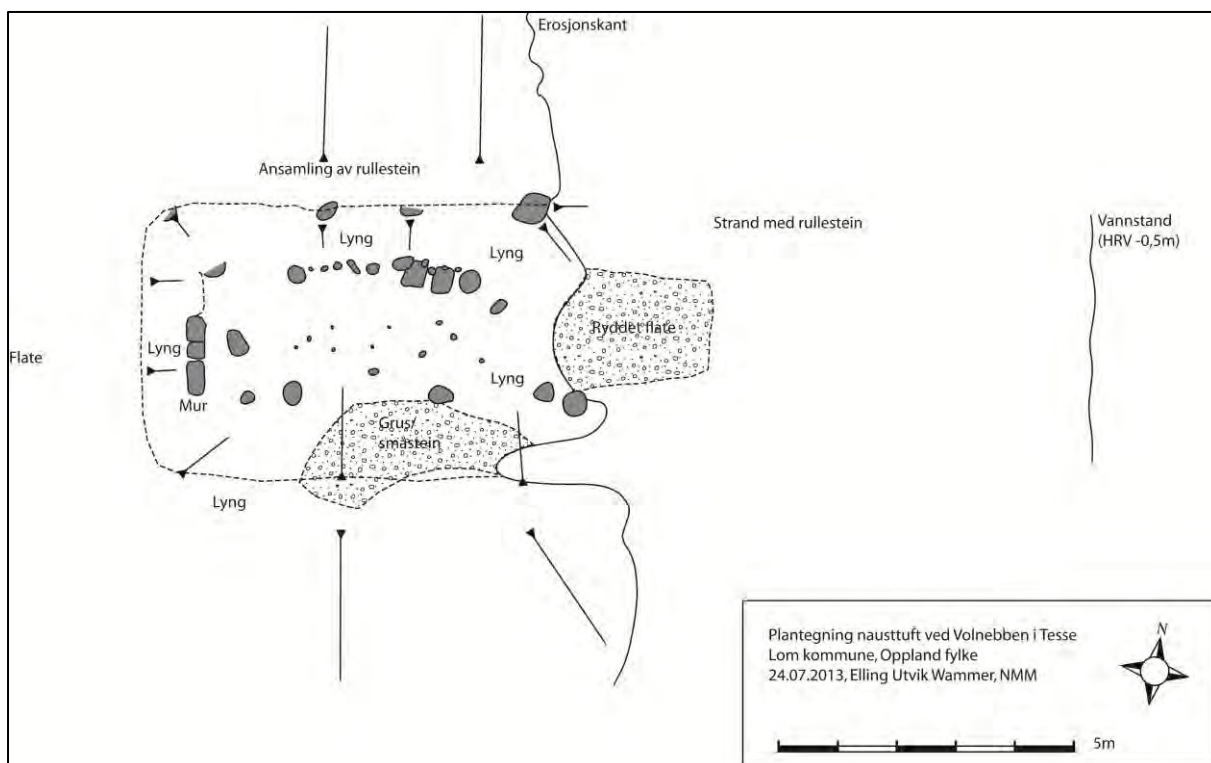 Erosjonskant
Ansamling av rullestein
Lyng
Lyng
Strand med rullestein
Vannstand
(HRV -0,5m)
Ryddet flate
Flate
Lyng
Mur
Lyng
Grus/
småstein
Lyng
Plantegning nausttuft ved Volnebben i Tesse
Lom kommune, Oppland fylke
24.07.2013, Elling Utvik Wammer, NMM
N
5m